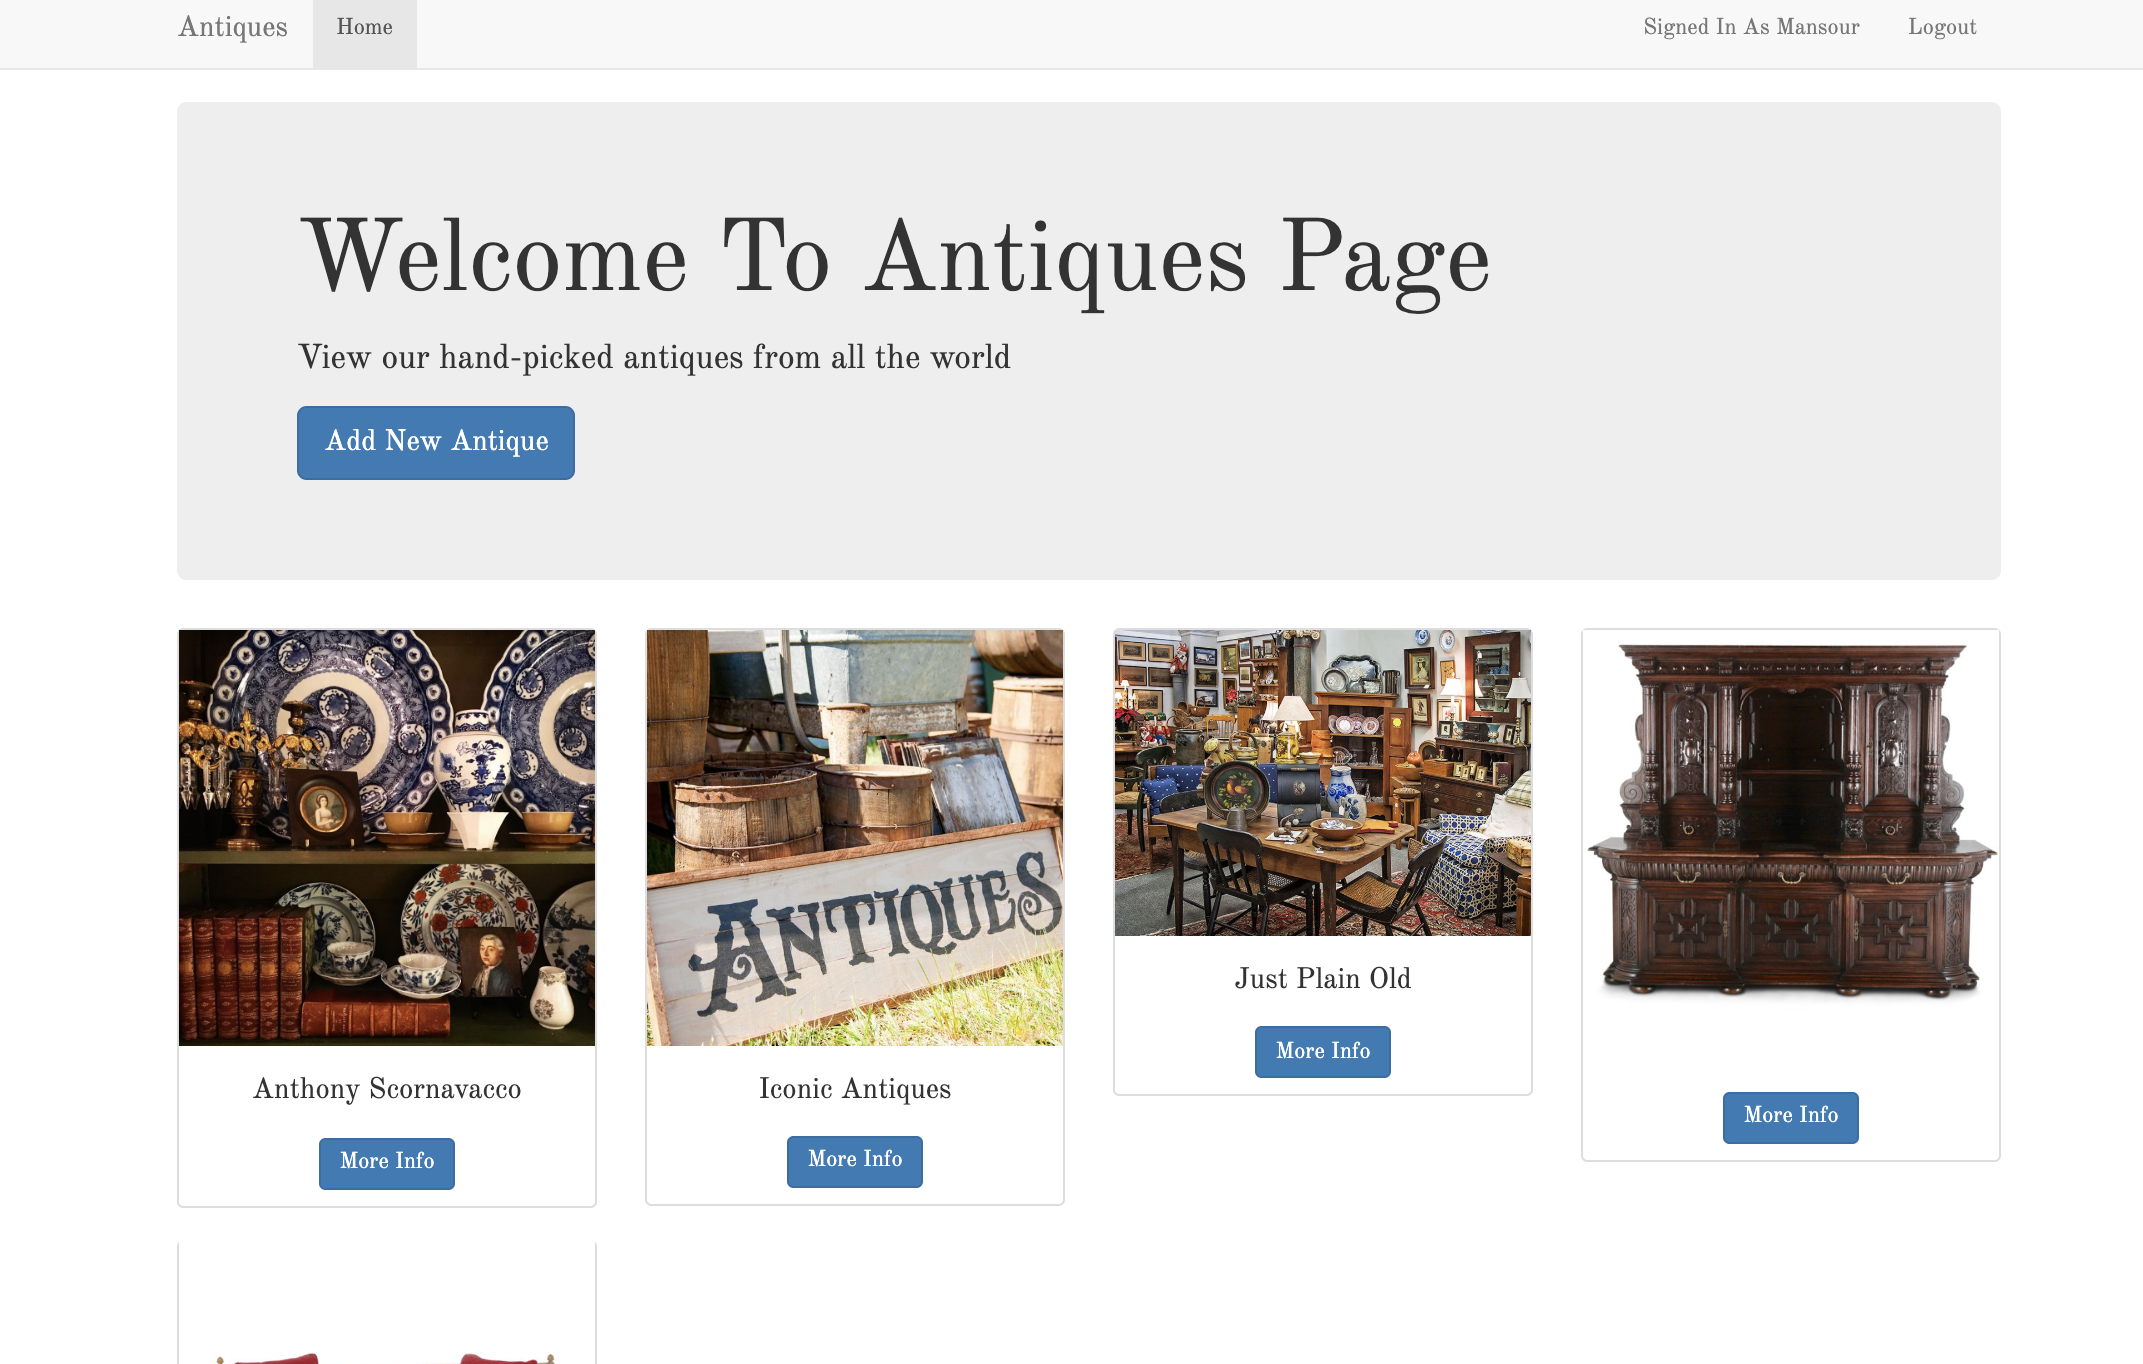 Antiques Home Signed In As Mansour Logout
Welcome To Antiques Page
View our hand-picked antiques from all the world
Add New Antique
ANTIQUES
Anthony Scornavacco
More Info
Iconic Antiques
More Info
Just Plain Old
More Info
More Info